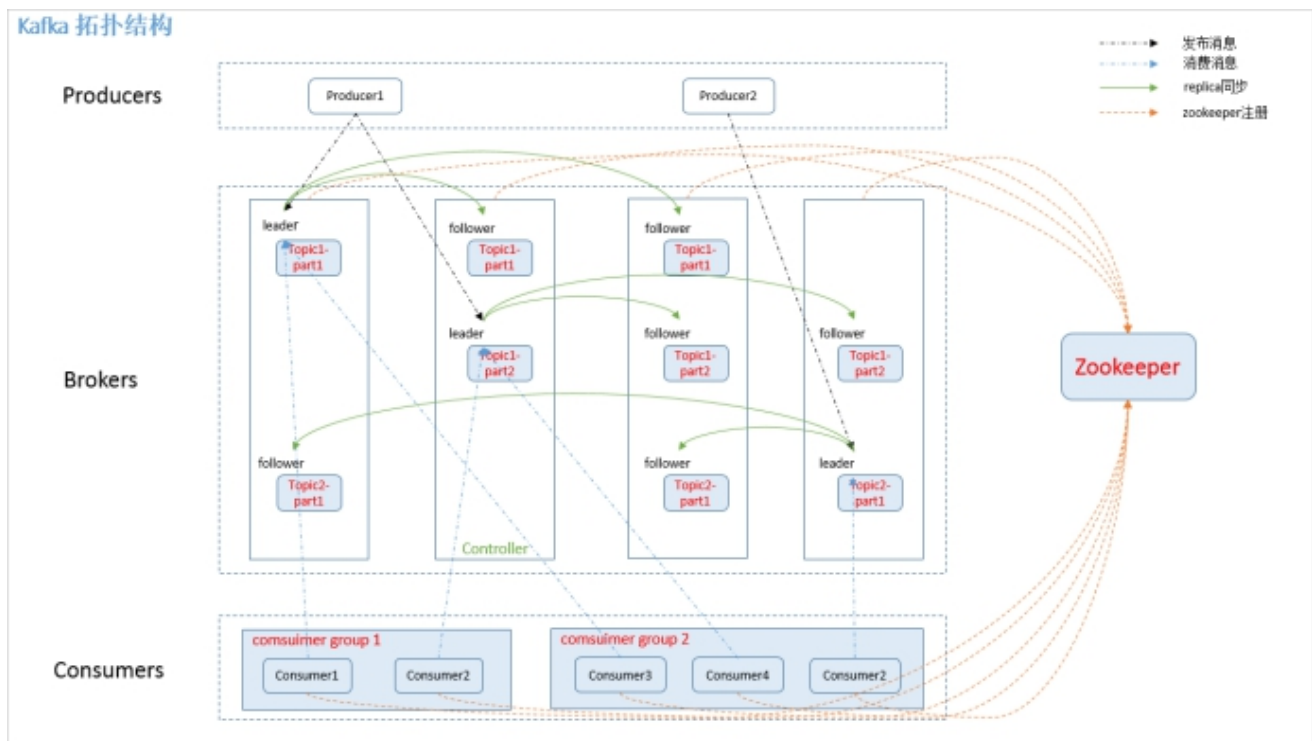 Kafka 拓扑结构
发布消息
消费消息
replica同步
zookeeper注册
Producers
Producer1
Producer2
leader
Topic1-
part1
follower
Topic1-
part1
follower
Topic1-
part1
leader
Topic1-
part2
follower
Topic1-
part2
follower
Topic1-
part2
Brokers
Zookeeper
follower
Topic2-
part1
follower
Topic2-
part1
leader
Topic2-
part1
Controller
Consumers
comsuimer group 1
Consumer1
Consumer2
comsuimer group 2
Consumer3
Consumer4
Consumer2